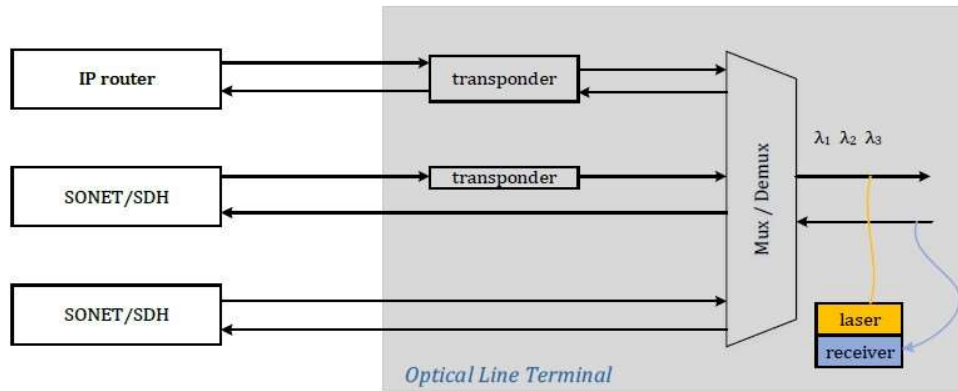 IP router
transponder
λ1 λ2 λ3
SONET/SDH
transponder
Mux / Demux
SONET/SDH
laser
receiver
Optical Line Terminal